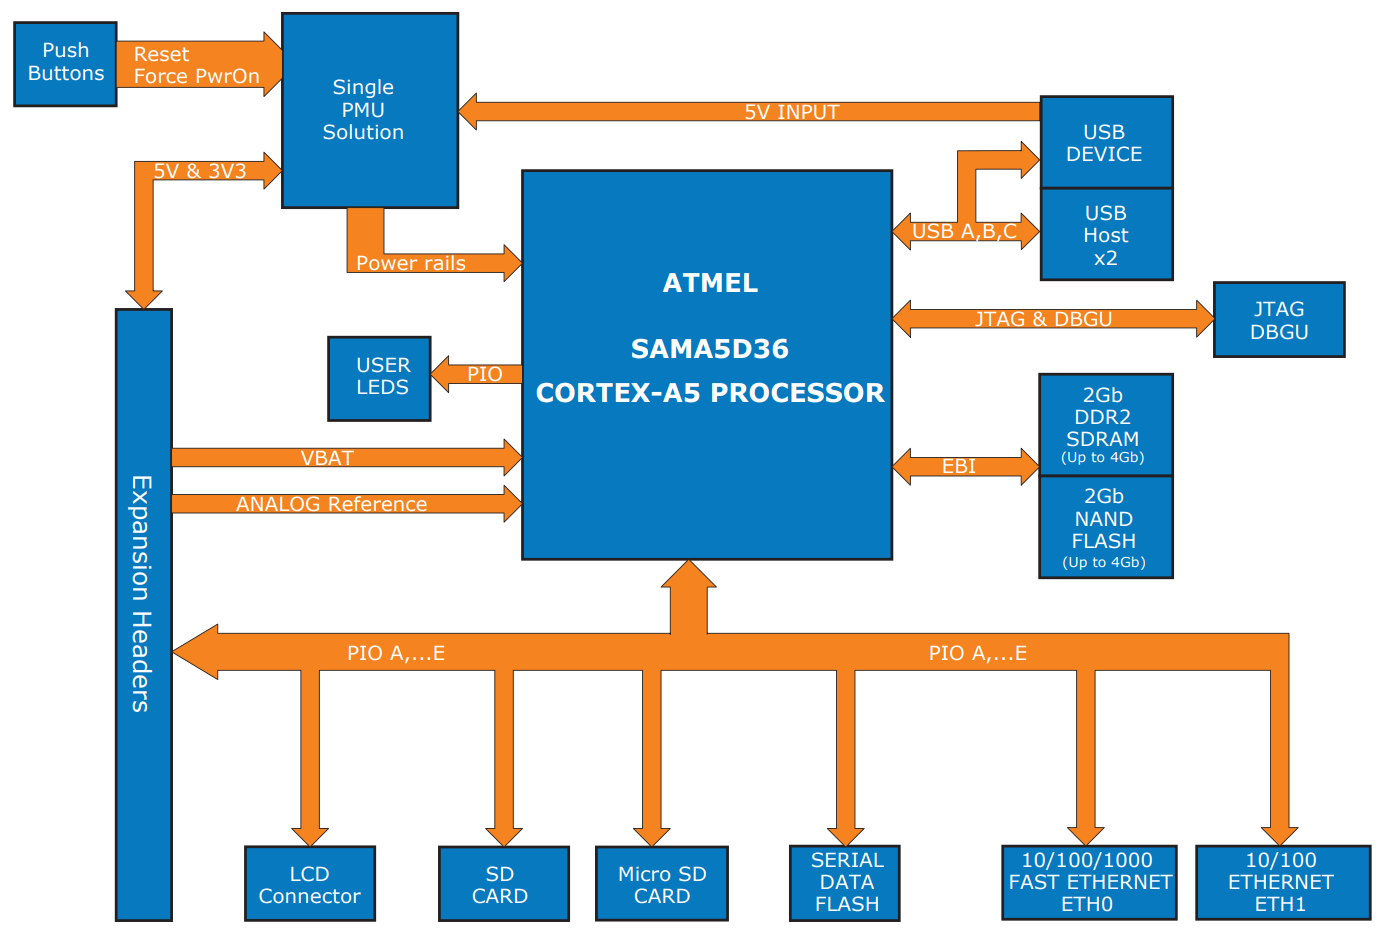 Push
Buttons
Reset
Force PwrOn
Single
PMU
Solution
5V INPUT
USB
DEVICE
5V & 3V3
USB A,B,C
USB
Host
x2
Power rails
ATMEL
SAMA5D36
CORTEX-A5 PROCESSOR
JTAG & DBGU
JTAG
DBGU
USER
LEDS
PIO
2Gb
DDR2
SDRAM
(Up to 4Gb)
VBAT
EBI
ANALOG Reference
2Gb
NAND
FLASH
(Up to 4Gb)
Expansion Headers
PIO A,...E
PIO A,...E
LCD
Connector
SD
CARD
Micro SD
CARD
SERIAL
DATA
FLASH
10/100/1000
FAST ETHERNET
ETH0
10/100
ETHERNET
ETH1